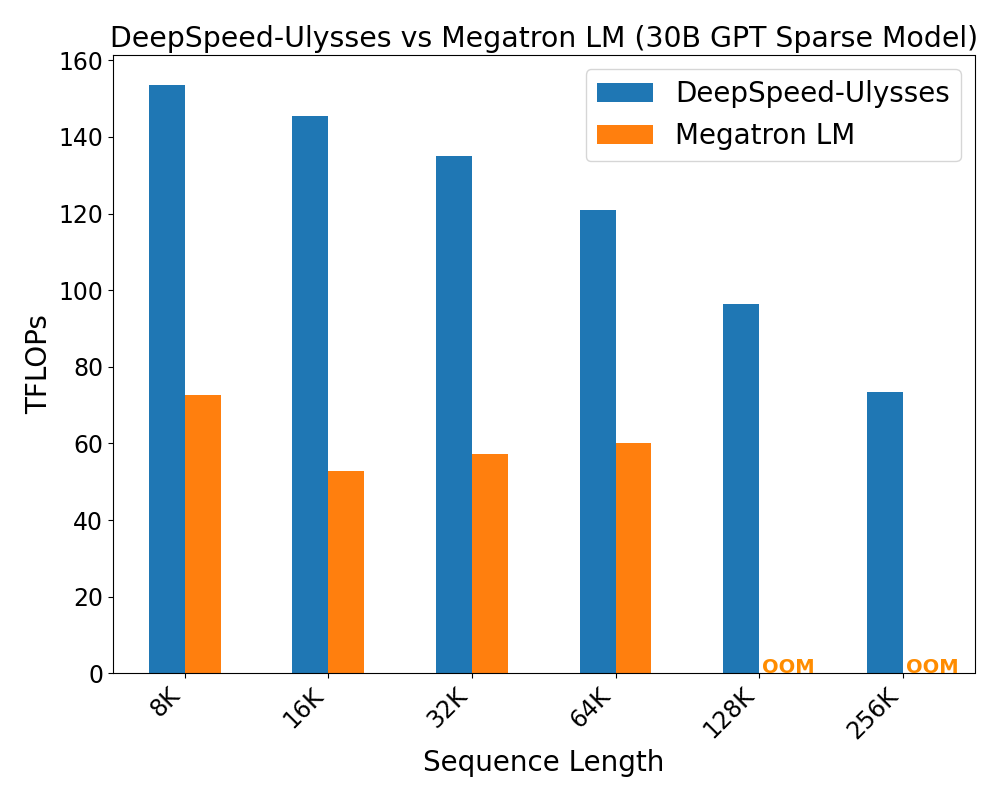 DeepSpeed-Ulysses vs Megatron LM (30B GPT Sparse Model)
DeepSpeed-Ulysses
Megatron LM
TFLOPs
160
140
120
100
80
60
40
20
0
OOM
OOM
8K
16K
32K
64K
128K
256K
Sequence Length